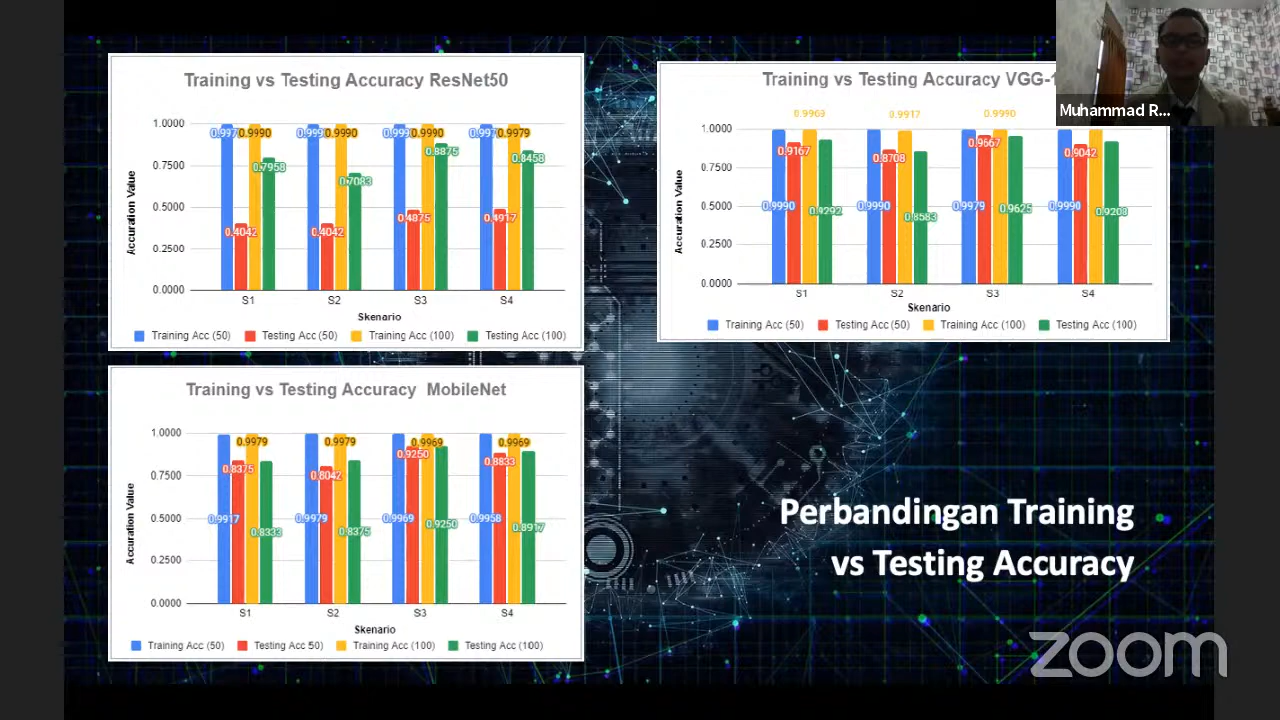 Training vs Testing Accuracy ResNet50
1.0000
0.7500
0.5000
0.2500
0.0000
Accuration Value
0.9990
0.9990
0.9990
0.9979
0.7958
0.7083
0.8875
0.8458
0.4042
0.4042
0.4875
0.4917
S1 S2 S3 S4
Skenario
Training Acc (50) Testing Acc (50) Training Acc (100) Testing Acc (100)
Training vs Testing Accuracy
Muhammad R...
0.9969 0.9917 0.9990
1.0000
0.7500
0.5000
0.2500
0.0000
Accuration Value
0.9167 0.8708 0.9667 0.9042
0.9990 0.9990 0.9979 0.9990
0.9292 0.8583 0.9625 0.9208
S1 S2 S3 S4
Skenario
Training Acc (50) Testing Acc (50) Training Acc (100) Testing Acc (100)
Training vs Testing Accuracy MobileNet
1.0000
0.7500
0.5000
0.2500
0.0000
Accuration Value
0.9979 0.9979 0.9969 0.9969
0.8375 0.8042 0.9250 0.8833
0.9917 0.9979 0.9969 0.9958
0.8333 0.8375 0.9250 0.8917
S1 S2 S3 S4
Skenario
Training Acc (50) Testing Acc 50) Training Acc (100) Testing Acc (100)
Perbandingan Training
vs Testing Accuracy
zoom